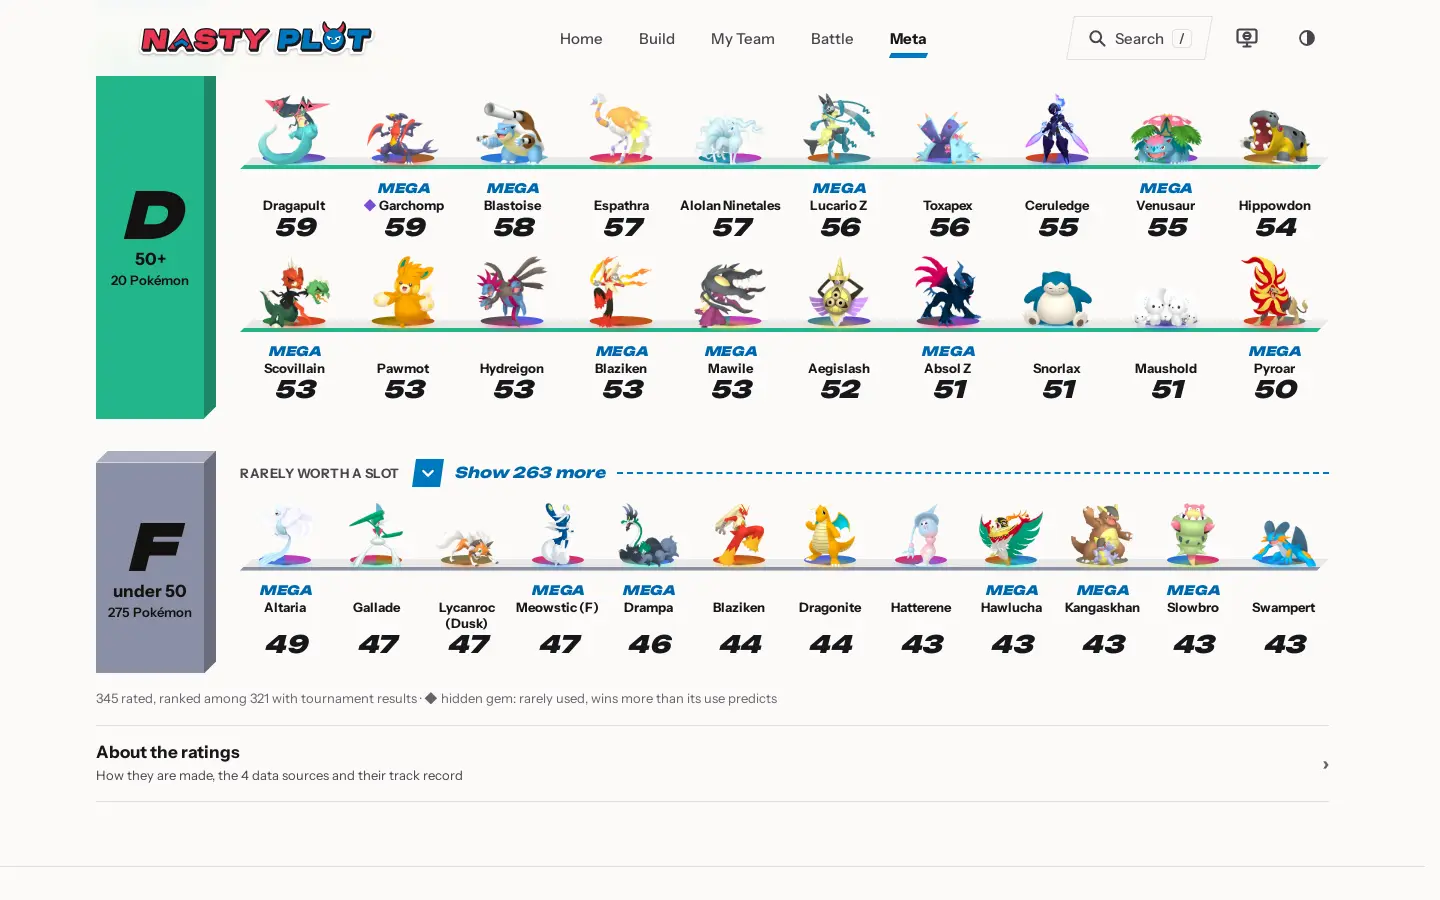 NASTY PLOT
Home Build My Team Battle Meta
Search /
D
50+
20 Pokémon
MEGA MEGA MEGA MEGA
Dragapult ◆ Garchomp Blastoise Espathra Alolan Ninetales Lucario Z Toxapex Ceruledge Venusaur Hippowdon
59 59 58 57 57 56 56 55 55 54
MEGA MEGA MEGA MEGA MEGA
Scovillain Pawmot Hydreigon Blaziken Mawile Aegislash Absol Z Snorlax Maushold Pyroar
53 53 53 53 53 52 51 51 51 50
F
under 50
275 Pokémon
RARELY WORTH A SLOT Show 263 more
MEGA MEGA MEGA MEGA MEGA MEGA
Altaria Gallade Lycanroc Meowstic (F) Drampa Blaziken Dragonite Hatterene Hawlucha Kangaskhan Slowbro Swampert
(Dusk)
49 47 47 47 46 44 44 43 43 43 43 43
345 rated, ranked among 321 with tournament results · ◆ hidden gem: rarely used, wins more than its use predicts
About the ratings
How they are made, the 4 data sources and their track record